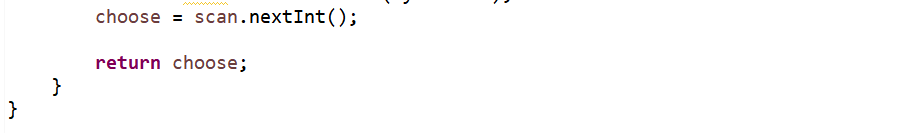 choose = scan.nextInt();
return choose;
}
}